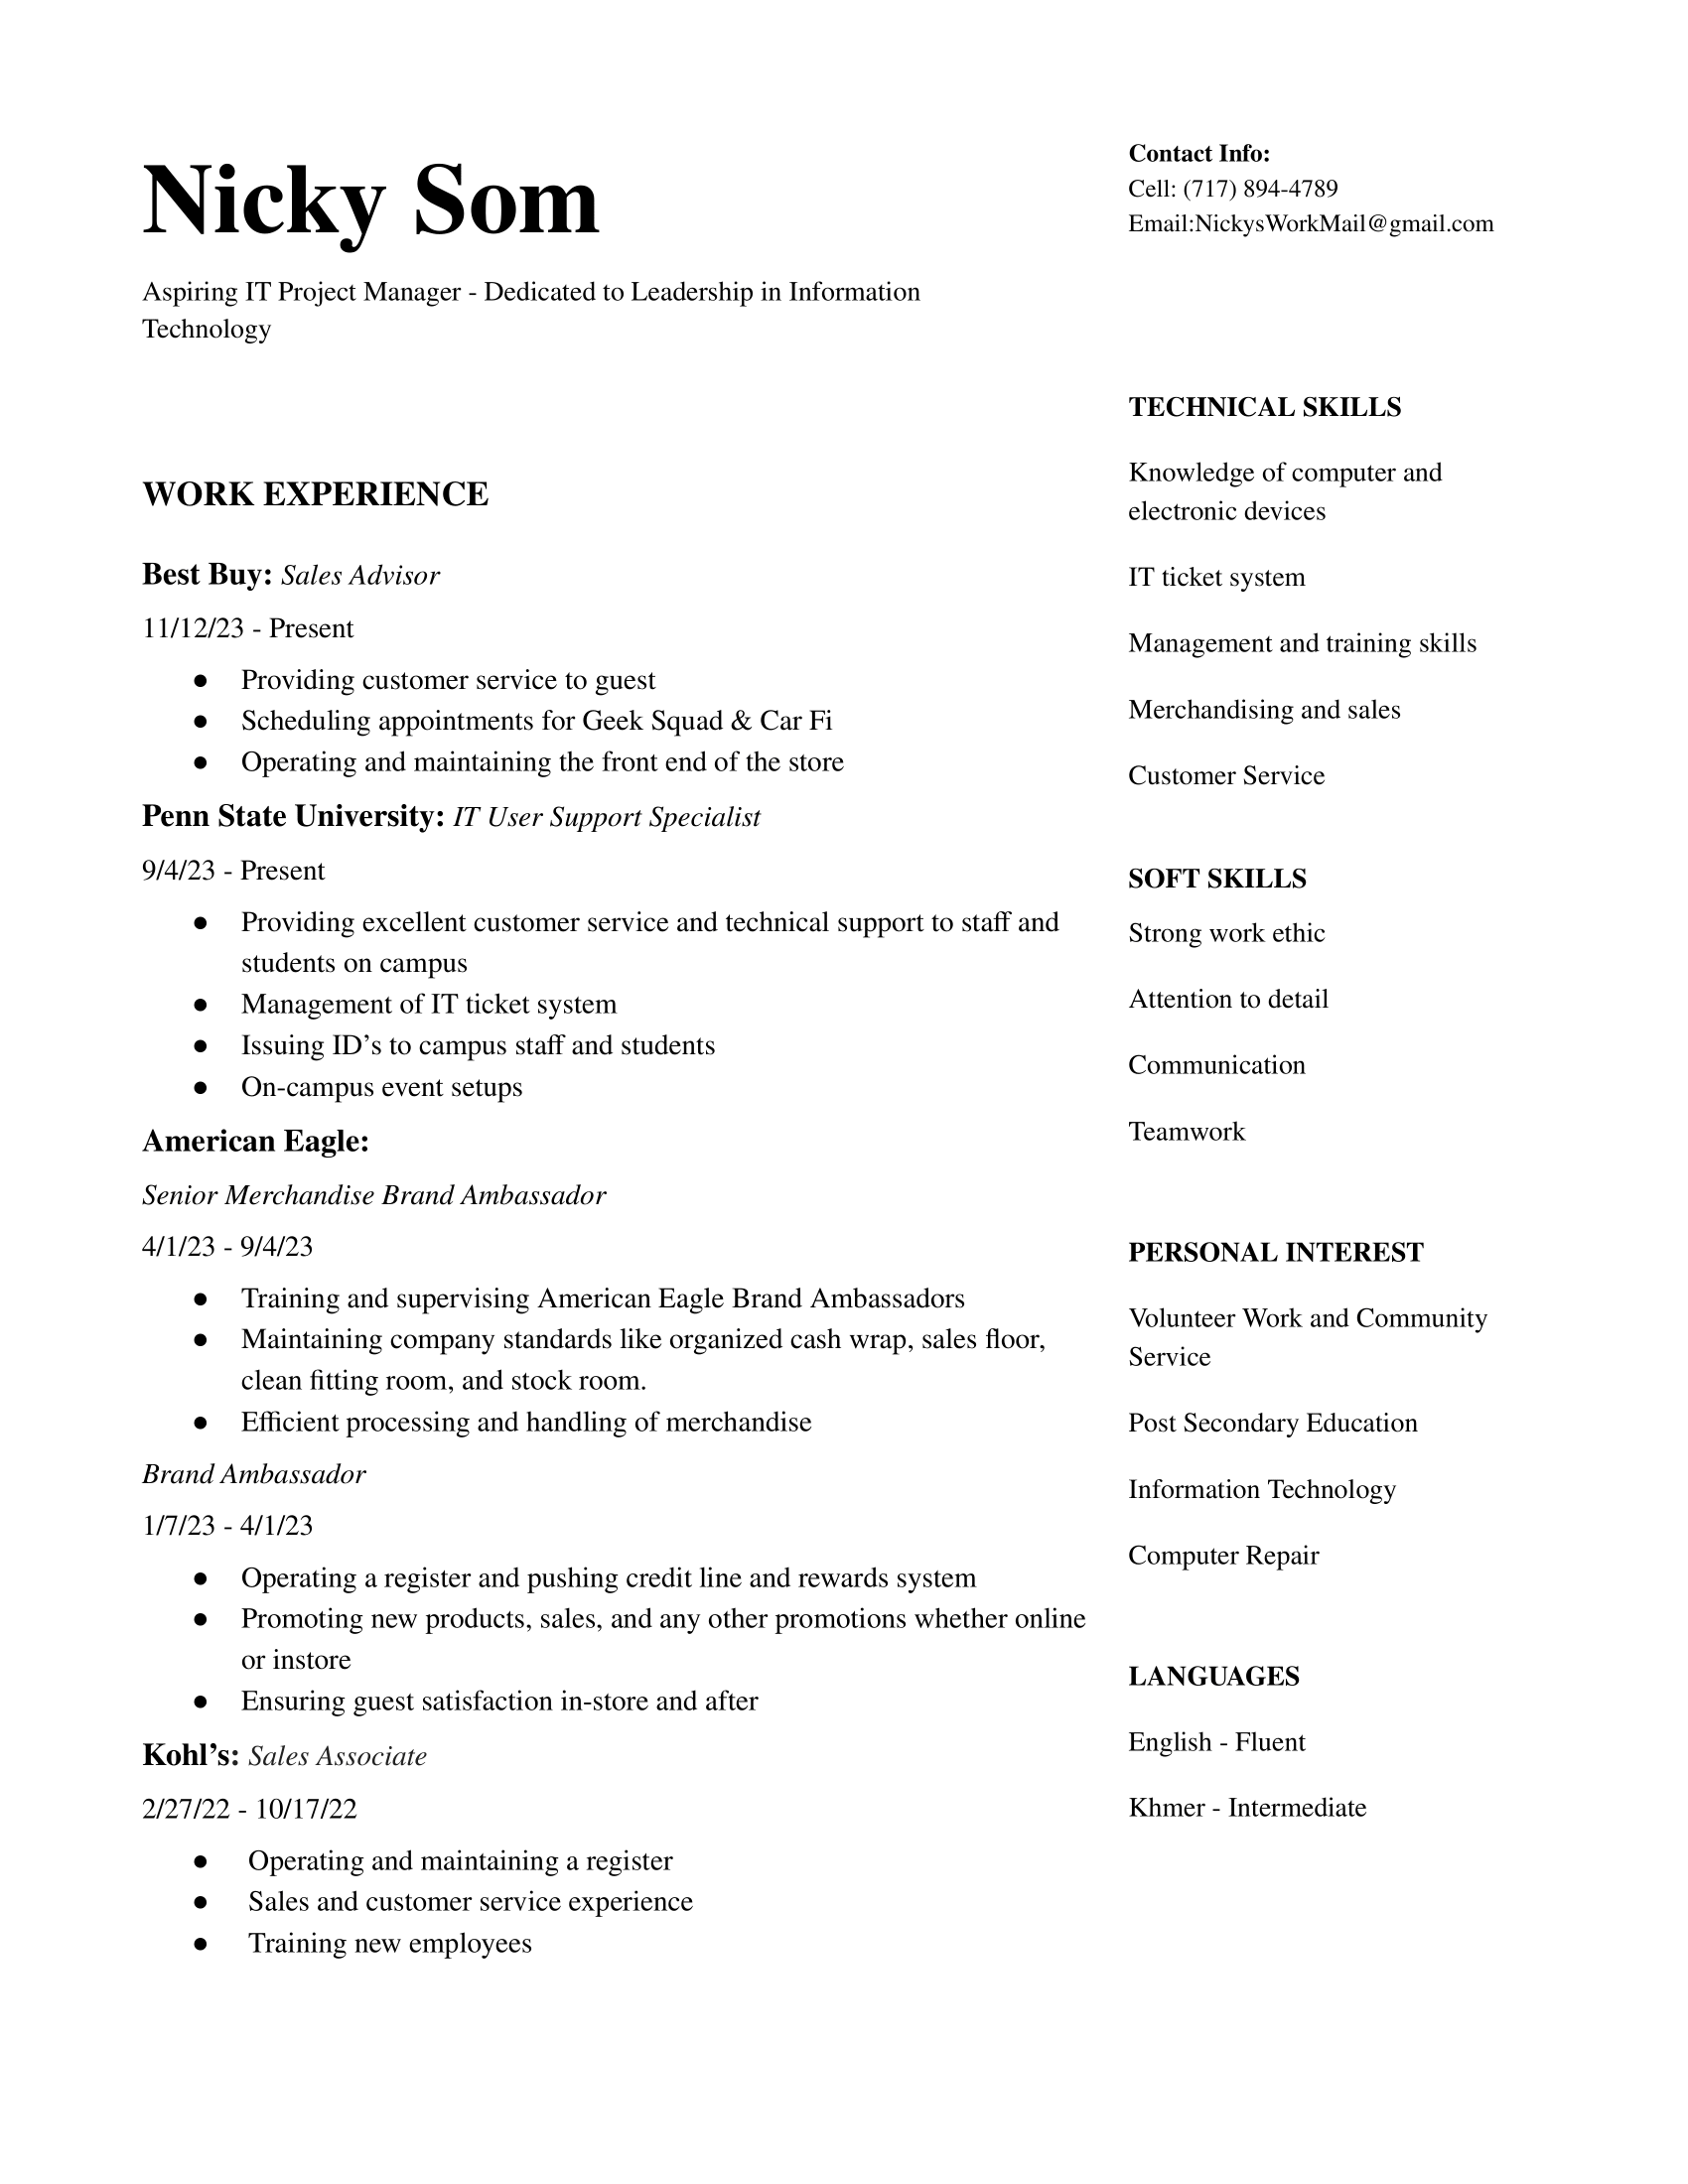 Nicky Som
Aspiring IT Project Manager - Dedicated to Leadership in Information
Technology
WORK EXPERIENCE
Best Buy: Sales Advisor
11/12/23 - Present
● Providing customer service to guest
● Scheduling appointments for Geek Squad & Car Fi
● Operating and maintaining the front end of the store
Penn State University: IT User Support Specialist
9/4/23 - Present
● Providing excellent customer service and technical support to staff and
students on campus
● Management of IT ticket system
● Issuing ID’s to campus staff and students
● On-campus event setups
American Eagle:
Senior Merchandise Brand Ambassador
4/1/23 - 9/4/23
● Training and supervising American Eagle Brand Ambassadors
● Maintaining company standards like organized cash wrap, sales floor,
clean fitting room, and stock room.
● Efficient processing and handling of merchandise
Brand Ambassador
1/7/23 - 4/1/23
● Operating a register and pushing credit line and rewards system
● Promoting new products, sales, and any other promotions whether online
or instore
● Ensuring guest satisfaction in-store and after
Kohl’s: Sales Associate
2/27/22 - 10/17/22
● Operating and maintaining a register
● Sales and customer service experience
● Training new employees
Contact Info:
Cell: (717) 894-4789
Email:NickysWorkMail@gmail.com
TECHNICAL SKILLS
Knowledge of computer and
electronic devices
IT ticket system
Management and training skills
Merchandising and sales
Customer Service
SOFT SKILLS
Strong work ethic
Attention to detail
Communication
Teamwork
PERSONAL INTEREST
Volunteer Work and Community
Service
Post Secondary Education
Information Technology
Computer Repair
LANGUAGES
English - Fluent
Khmer - Intermediate